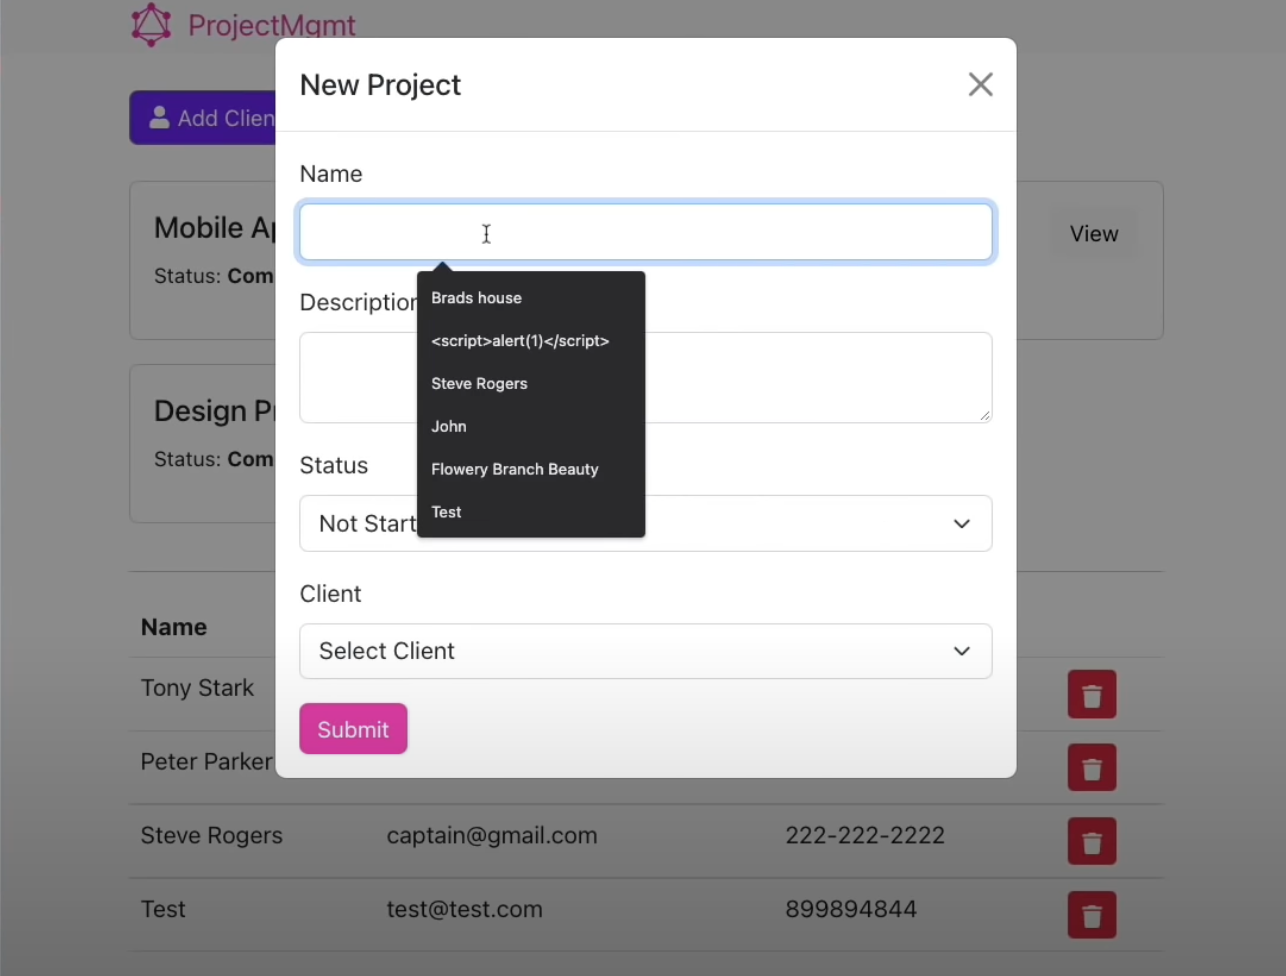 ProjectMgmt
New Project
Add Clien
Name
Mobile Ap
View
Status: Com
Brads house
Description
<script>alert(1)</script>
Steve Rogers
Design Pr
John
Status: Com
Status
Flowery Branch Beauty
Test
Not Start
Client
Name
Select Client
Tony Stark
Submit
Peter Parker
Steve Rogers captain@gmail.com 222-222-2222
Test test@test.com 899894844